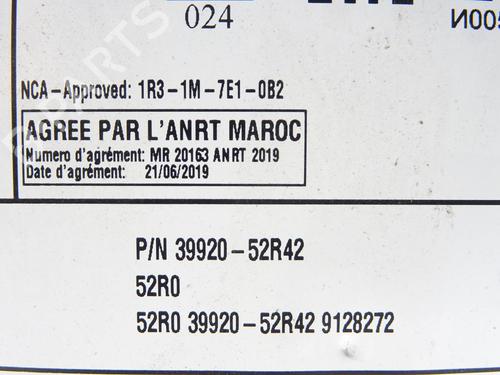 024
И005
NCA-Approved: 1R3-1M-7E1-0B2
AGREE PAR L'ANRT MAROC
Numero d'agrément: MR 20163 ANRT 2019
Date d'agrément: 21/06/2019
P/N 39920-52R42
52R0
52R0 39920-52R42 9128272